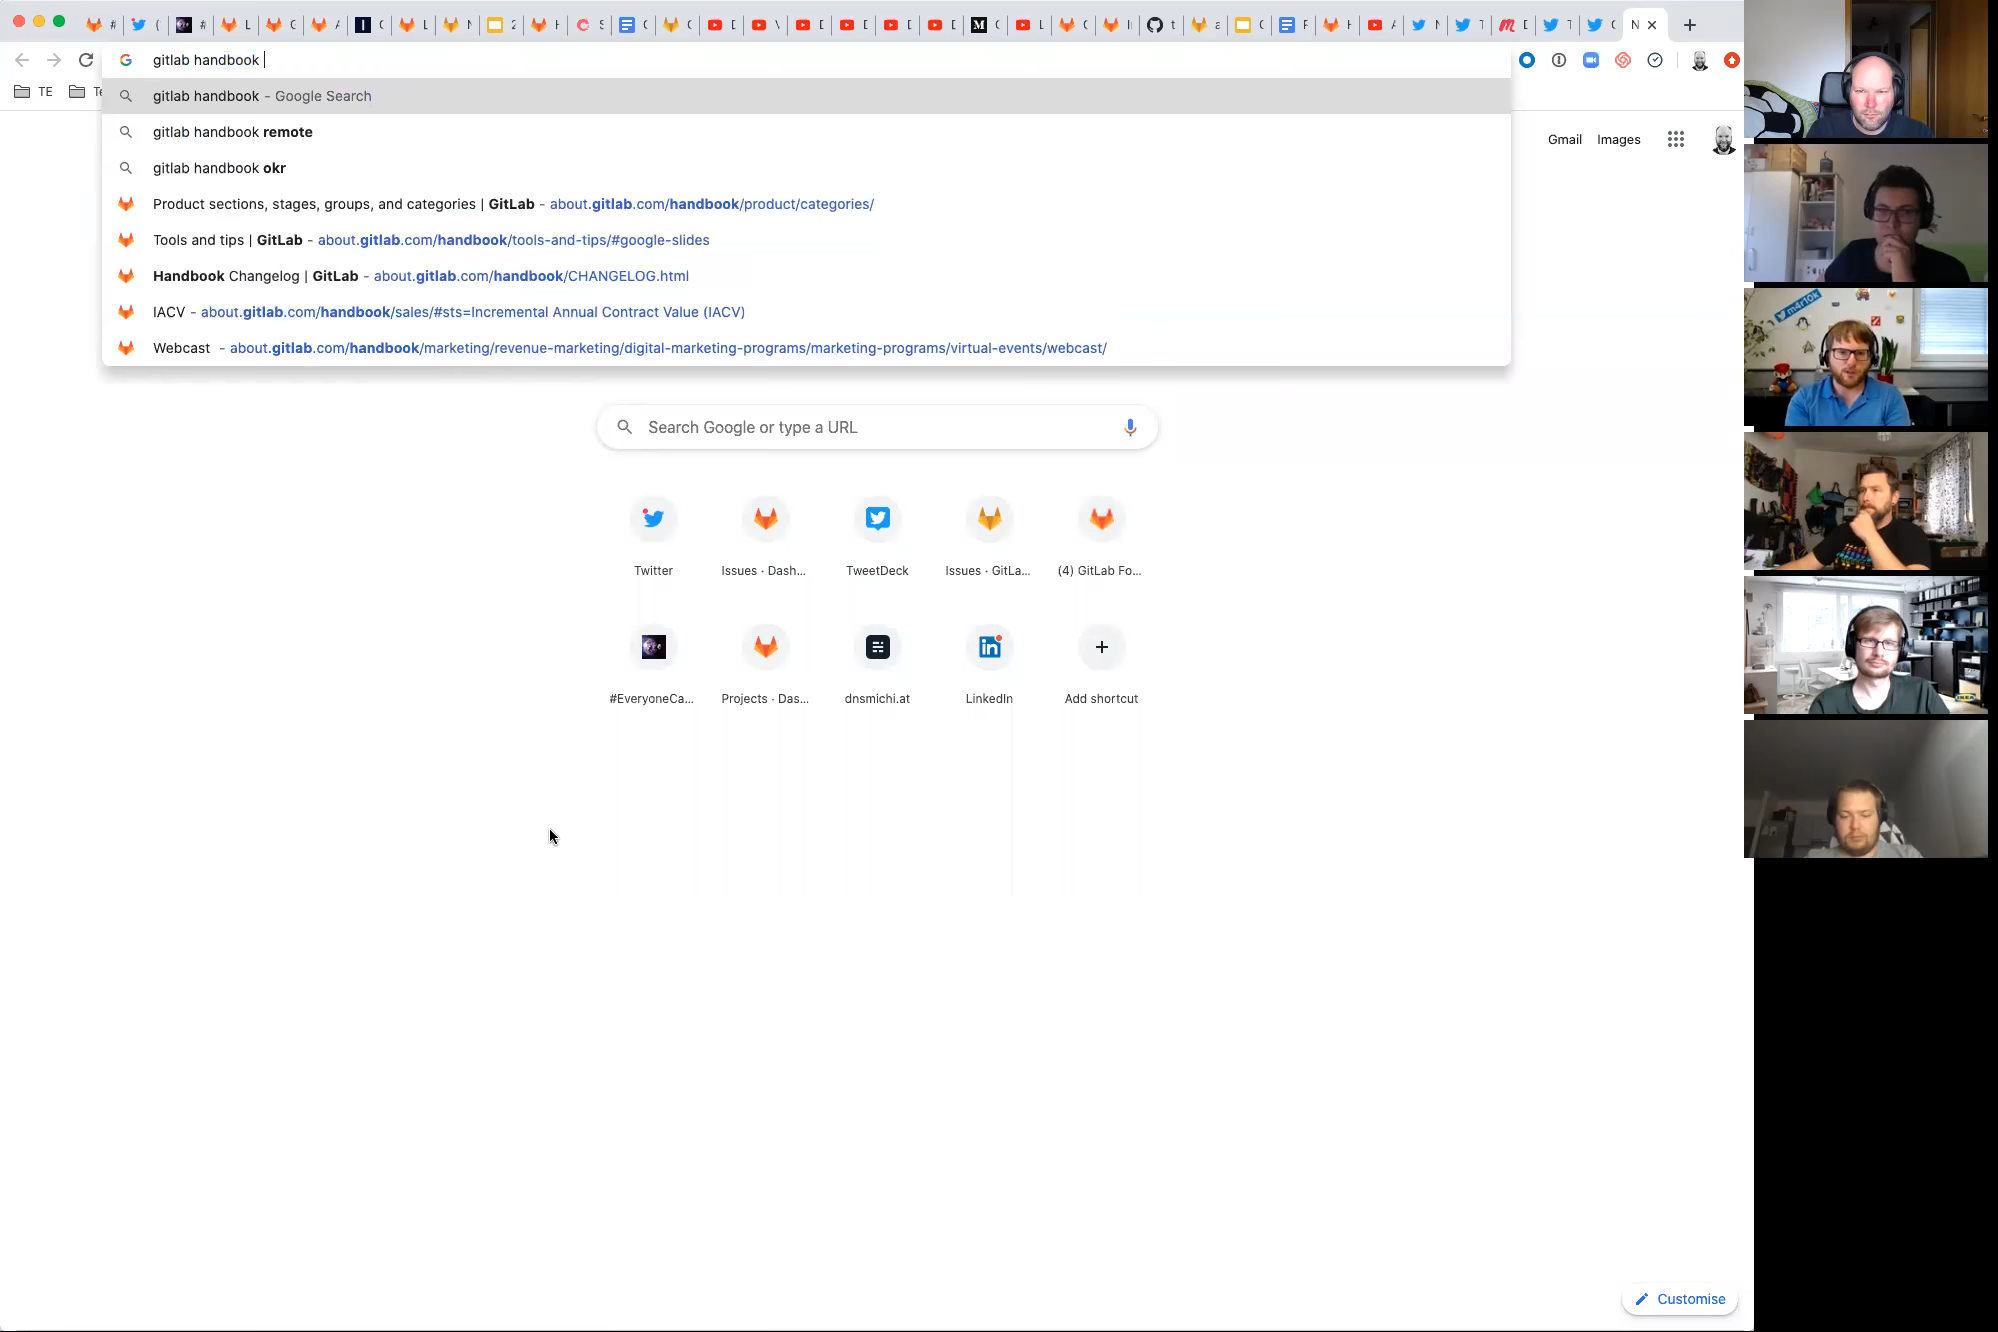 gitlab handbook
TE
gitlab handbook - Google Search
gitlab handbook remote
gitlab handbook okr
Product sections, stages, groups, and categories | GitLab - about.gitlab.com/handbook/product/categories/
Tools and tips | GitLab - about.gitlab.com/handbook/tools-and-tips/#google-slides
Handbook Changelog | GitLab - about.gitlab.com/handbook/CHANGELOG.html
IACV - about.gitlab.com/handbook/sales/#sts=Incremental Annual Contract Value (IACV)
Webcast - about.gitlab.com/handbook/marketing/revenue-marketing/digital-marketing-programs/marketing-programs/virtual-events/webcast/
Gmail Images
Search Google or type a URL
Twitter Issues · Dash... TweetDeck Issues · GitLa... (4) GitLab Fo...
#EveryoneCa... Projects · Das... dnsmichi.at LinkedIn Add shortcut
Customise
m4r10k
IKEA